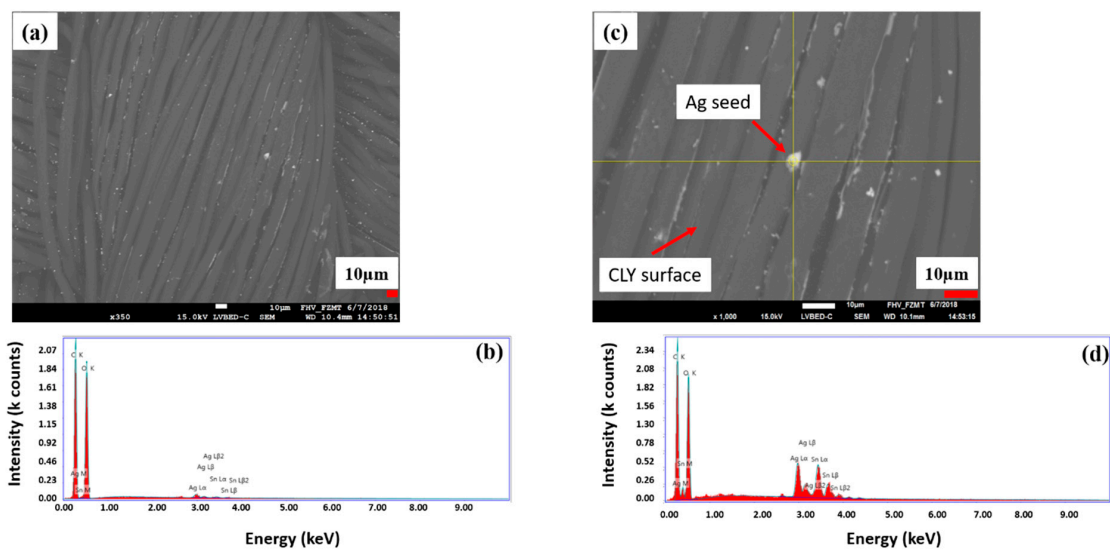 (a)
10μm
10μm FHV_FZMT 6/7/2018
x350 15.0kV LVBED-C SEM WD 10.4mm 14:50:51
(c)
Ag seed
CLY surface
10μm
10μm FHV_FZMT 6/7/2018
x 1,000 15.0kV LVBED-C SEM WD 10.1mm 14:53:15
(b)
Intensity (k counts)
2.07
1.84
1.61
1.38
1.15
0.92
0.69
0.46
0.23
0.00
C K
O K
Ag M
Sn M
Ag Lβ2
Ag Lβ
Sn Lα
Sn Lβ2
Ag Lα
Sn Lβ
0.00 1.00 2.00 3.00 4.00 5.00 6.00 7.00 8.00 9.00
Energy (keV)
(d)
Intensity (k counts)
2.34
2.08
1.82
1.56
1.30
0.78
0.52
0.26
0.00
C K
O K
Sn M
Ag M
Ag Lβ
Ag Lα
Sn Lα
Sn Lβ
Ag Lβ2
Sn Lβ2
0.00 1.00 2.00 3.00 4.00 5.00 6.00 7.00 8.00 9.00
Energy (keV)